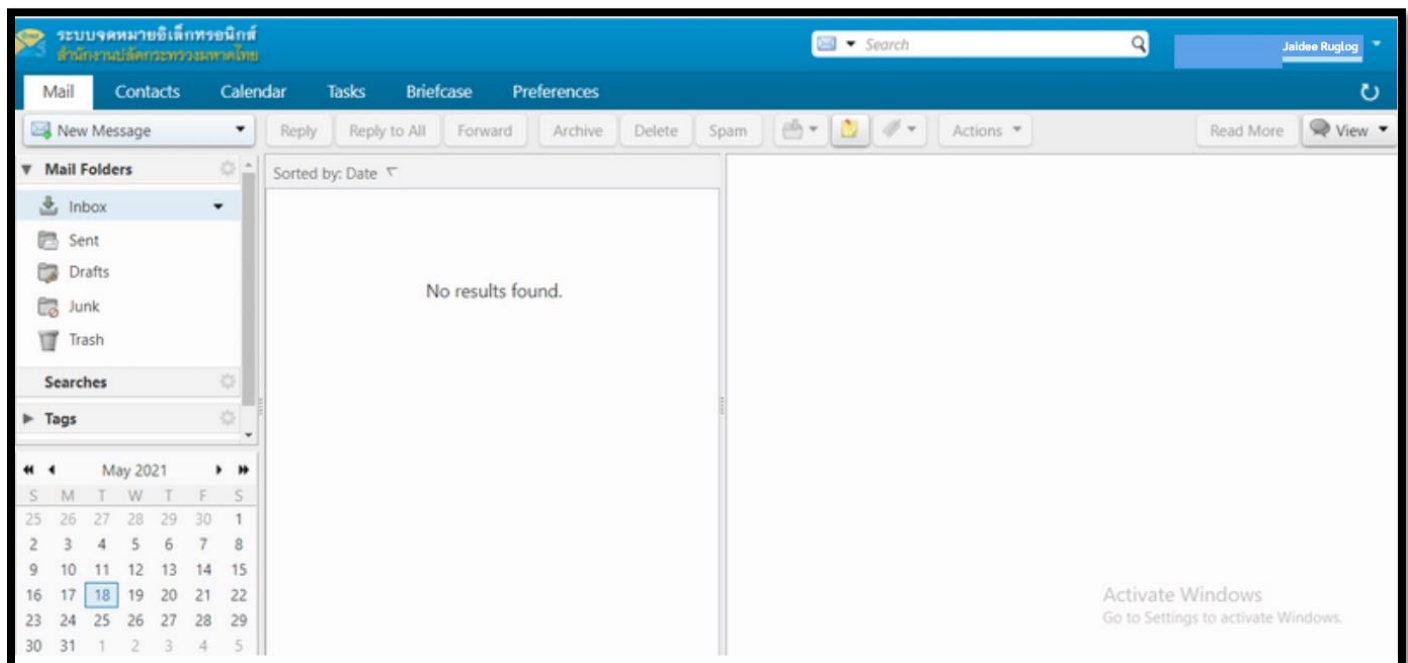 ระบบจดหมายอิเล็กทรอนิกส์
สำนักงานปลัดกระทรวงมหาดไทย
Search
Jaidee Ruglog
Mail Contacts Calendar Tasks Briefcase Preferences
New Message Reply Reply to All Forward Archive Delete Spam Actions Read More View
Mail Folders
Sorted by: Date
Inbox
Sent
Drafts
Junk
Trash
Searches
Tags
No results found.
May 2021
S M T W T F S
25 26 27 28 29 30 1
2 3 4 5 6 7 8
9 10 11 12 13 14 15
16 17 18 19 20 21 22
23 24 25 26 27 28 29
30 31 1 2 3 4 5
Activate Windows
Go to Settings to activate Windows.